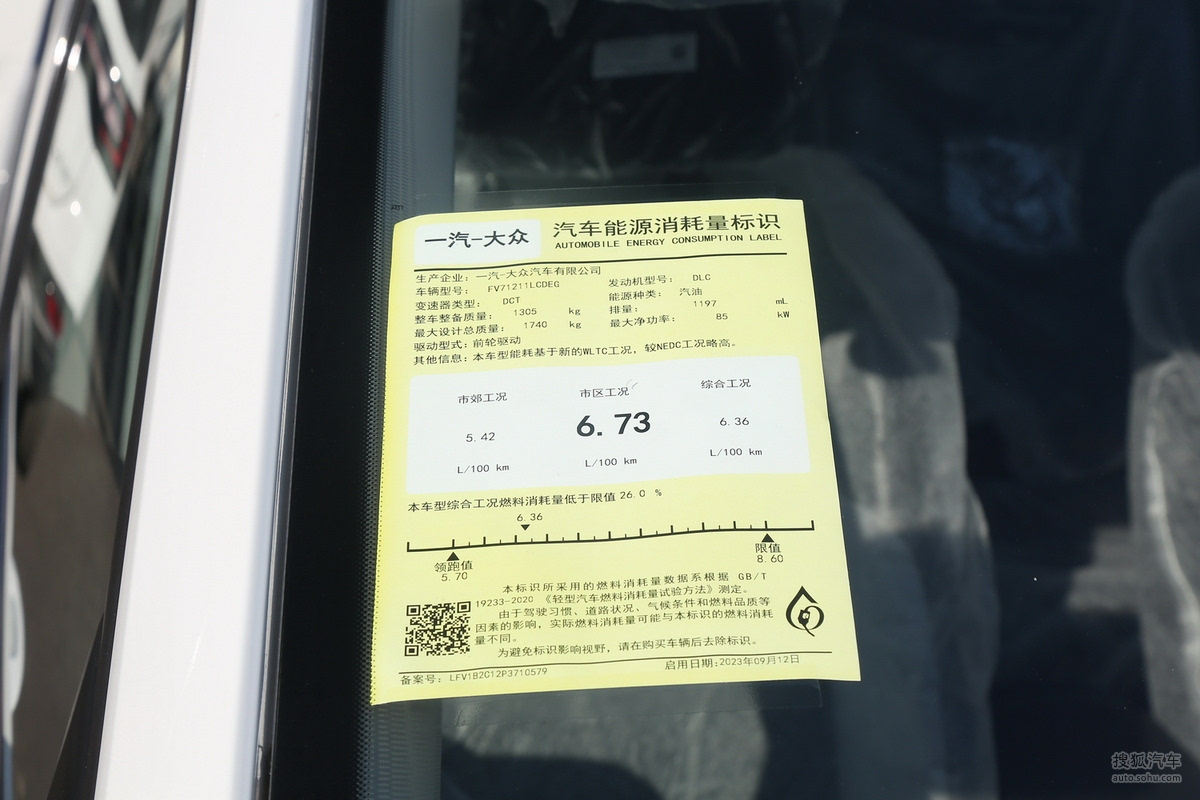 一汽-大众
汽车能源消耗量标识
AUTOMOBILE ENERGY CONSUMPTION LABEL
生产企业：一汽-大众汽车有限公司
车辆型号： FV71211LCDEG 发动机型号： DLC
变速器类型： DCT 能源种类： 汽油
整车整备质量： 1305 kg 排量： 1197 mL
最大设计总质量： 1740 kg 最大净功率： 85 kW
驱动型式：前轮驱动
其他信息：本车型能耗基于新的WLTC工况，较NEDC工况略高。
市郊工况 市区工况 综合工况
5.42 6.73 6.36
L/100 km L/100 km L/100 km
本车型综合工况燃料消耗量低于限值 26.0 %
6.36
领跑值 限值
5.70 8.60
本标识所采用的燃料消耗量数据系根据 GB/T
19233-2020 《轻型汽车燃料消耗量试验方法》测定。
由于驾驶习惯、道路状况、气候条件和燃料品质等
因素的影响，实际燃料消耗量可能与本标识的燃料消耗
量不同。
为避免标识影响视野，请在购买车辆后去除标识。
备案号： LFV1B2C12P3710579 启用日期：2023年09月12日
搜狐汽车
auto.sohu.com